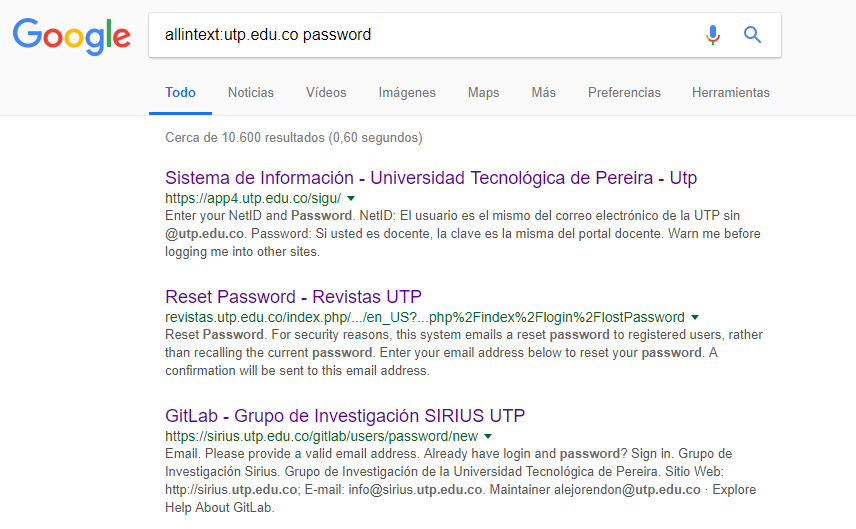 Google
allintext:utp.edu.co password
Todo Noticias Vídeos Imágenes Maps Más Preferencias Herramientas
Cerca de 10.600 resultados (0,60 segundos)
Sistema de Información - Universidad Tecnológica de Pereira - Utp
https://app4.utp.edu.co/sigu/
Enter your NetID and Password. NetID: El usuario es el mismo del correo electrónico de la UTP sin
@utp.edu.co. Password: Si usted es docente, la clave es la misma del portal docente. Warn me before
logging me into other sites.
Reset Password - Revistas UTP
revistas.utp.edu.co/index.php/.../en_US?...php%2Findex%2Flogin%2FlostPassword
Reset Password. For security reasons, this system emails a reset password to registered users, rather
than recalling the current password. Enter your email address below to reset your password. A
confirmation will be sent to this email address.
GitLab - Grupo de Investigación SIRIUS UTP
https://sirius.utp.edu.co/gitlab/users/password/new
Email. Please provide a valid email address. Already have login and password? Sign in. Grupo de
Investigación Sirius. Grupo de Investigación de la Universidad Tecnológica de Pereira. Sitio Web:
http://sirius.utp.edu.co; E-mail: info@sirius.utp.edu.co. Maintainer alejorendon@utp.edu.co · Explore
Help About GitLab.